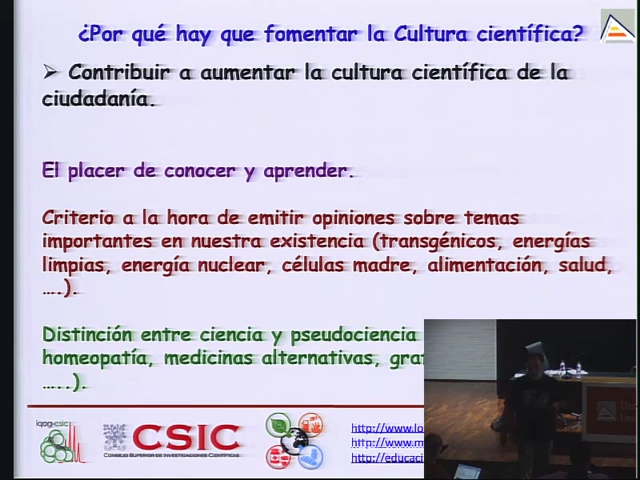 ¿Por qué hay que fomentar la Cultura científica?
➢ Contribuir a aumentar la cultura científica de la
ciudadanía.
El placer de conocer y aprender.
Criterio a la hora de emitir opiniones sobre temas
importantes en nuestra existencia (transgénicos, energías
limpias, energía nuclear, células madre, alimentación, salud,
….).
Distinción entre ciencia y pseudociencia
homeopatía, medicinas alternativas,
…..).
iqog-csic
CSIC
CONSEJO SUPERIOR DE INVESTIGACIONES CIENTÍFICAS
http://www.lo
http://www.m
http://educaci